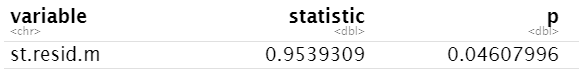 variable statistic p
<chr> <dbl> <dbl>
st.resid.m 0.9539309 0.04607996